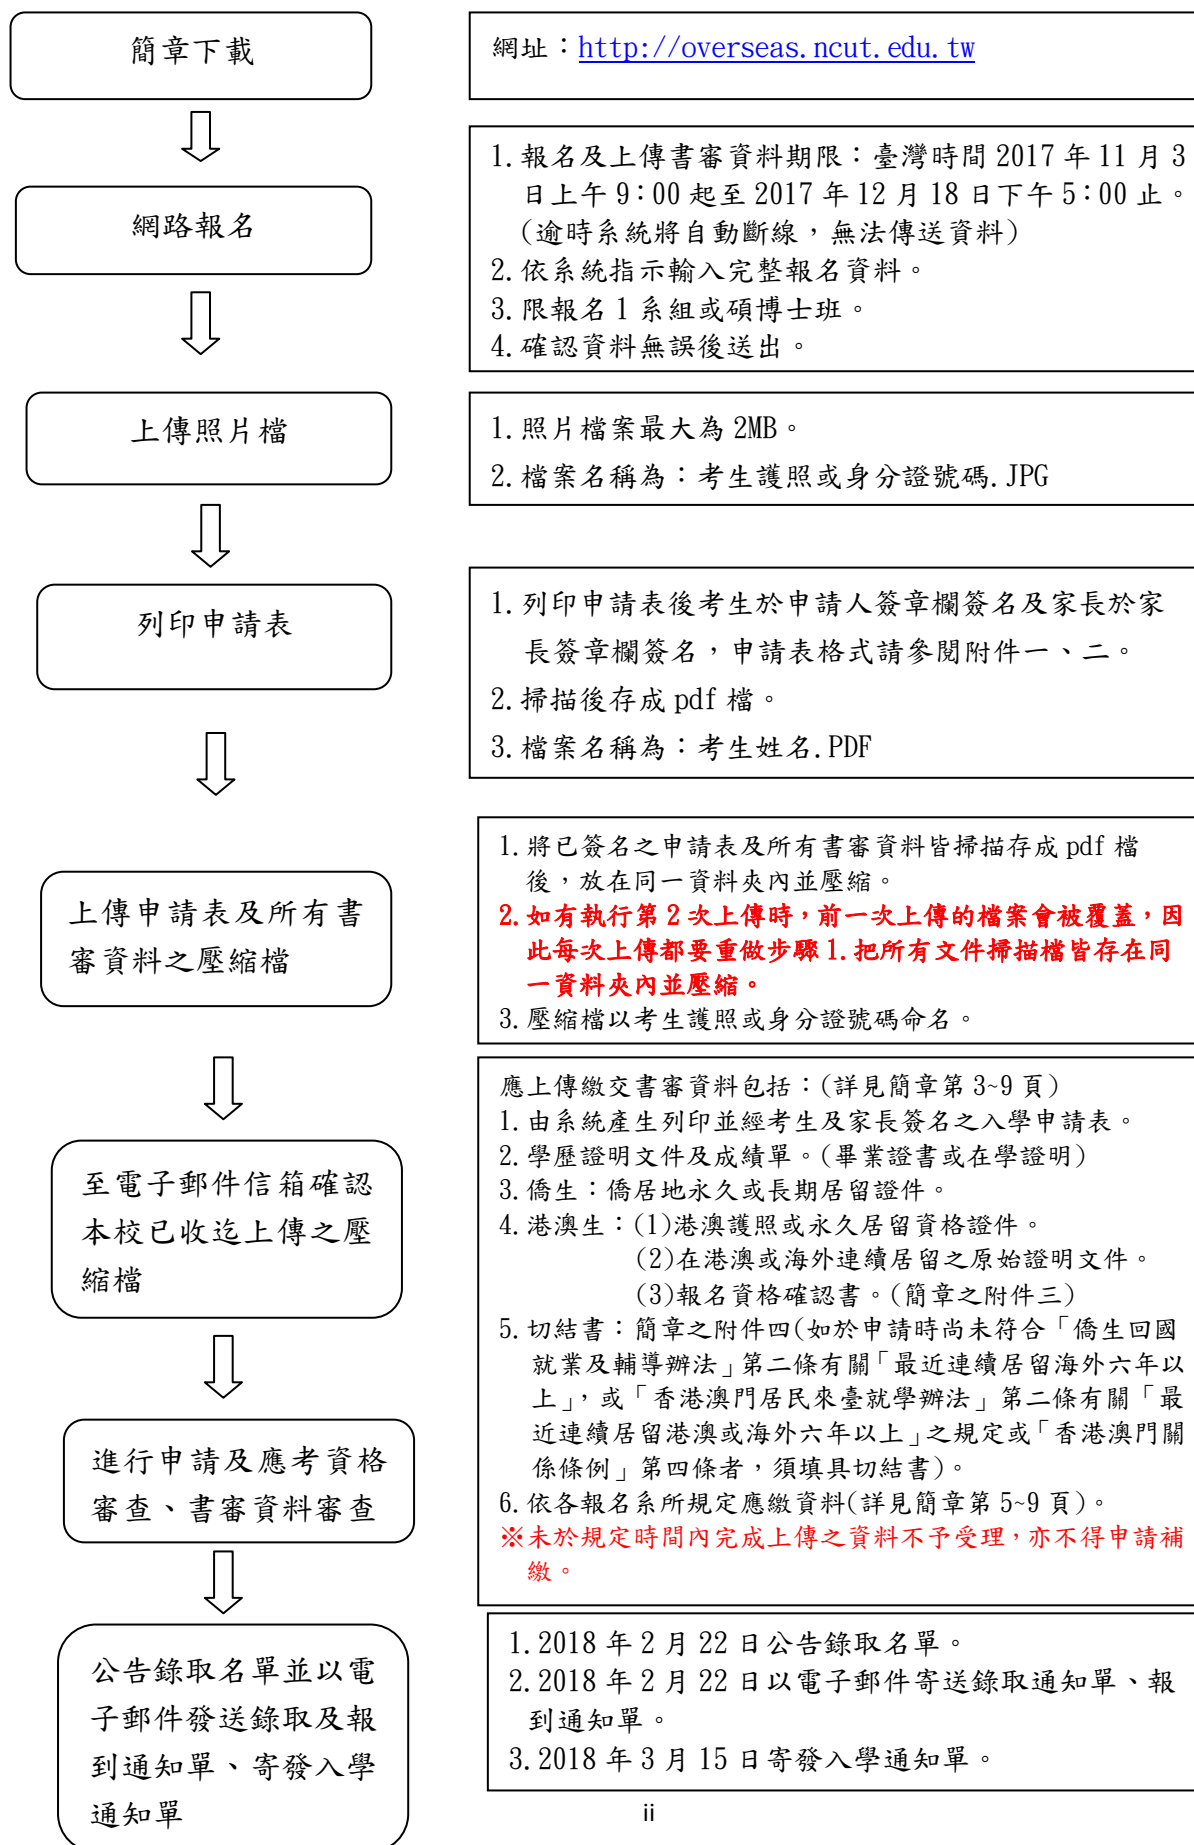 簡章下載
網址：http://overseas.ncut.edu.tw
網路報名
1.報名及上傳書審資料期限：臺灣時間 2017 年 11 月 3
日上午 9:00 起至 2017 年 12 月 18 日下午 5:00 止。
(逾時系統將自動斷線，無法傳送資料)
2.依系統指示輸入完整報名資料。
3.限報名 1 系組或碩博士班。
4.確認資料無誤後送出。
上傳照片檔
1.照片檔案最大為 2MB。
2.檔案名稱為：考生護照或身分證號碼.JPG
列印申請表
1.列印申請表後考生於申請人簽章欄簽名及家長於家
長簽章欄簽名，申請表格式請參閱附件一、二。
2.掃描後存成 pdf 檔。
3.檔案名稱為：考生姓名.PDF
上傳申請表及所有書
審資料之壓縮檔
1.將已簽名之申請表及所有書審資料皆掃描存成 pdf 檔
後，放在同一資料夾內並壓縮。
2.如有執行第 2 次上傳時，前一次上傳的檔案會被覆蓋，因
此每次上傳都要重做步驟 1.把所有文件掃描檔皆存在同
一資料夾內並壓縮。
3.壓縮檔以考生護照或身分證號碼命名。
至電子郵件信箱確認
本校已收迄上傳之壓
縮檔
進行申請及應考資格
審查、書審資料審查
應上傳繳交書審資料包括：(詳見簡章第 3~9 頁)
1.由系統產生列印並經考生及家長簽名之入學申請表。
2.學歷證明文件及成績單。(畢業證書或在學證明)
3.僑生：僑居地永久或長期居留證件。
4.港澳生：(1)港澳護照或永久居留資格證件。
(2)在港澳或海外連續居留之原始證明文件。
(3)報名資格確認書。(簡章之附件三)
5.切結書：簡章之附件四(如於申請時尚未符合「僑生回國
就業及輔導辦法」第二條有關「最近連續居留海外六年以
上」，或「香港澳門居民來臺就學辦法」第二條有關「最
近連續居留港澳或海外六年以上」之規定或「香港澳門關
係條例」第四條者，須填具切結書)。
6.依各報名系所規定應繳資料(詳見簡章第 5~9 頁)。
※未於規定時間內完成上傳之資料不予受理，亦不得申請補
繳。
公告錄取名單並以電
子郵件發送錄取及報
到通知單、寄發入學
通知單
1.2018 年 2 月 22 日公告錄取名單。
2.2018 年 2 月 22 日以電子郵件寄送錄取通知單、報
到通知單。
3.2018 年 3 月 15 日寄發入學通知單。
ii